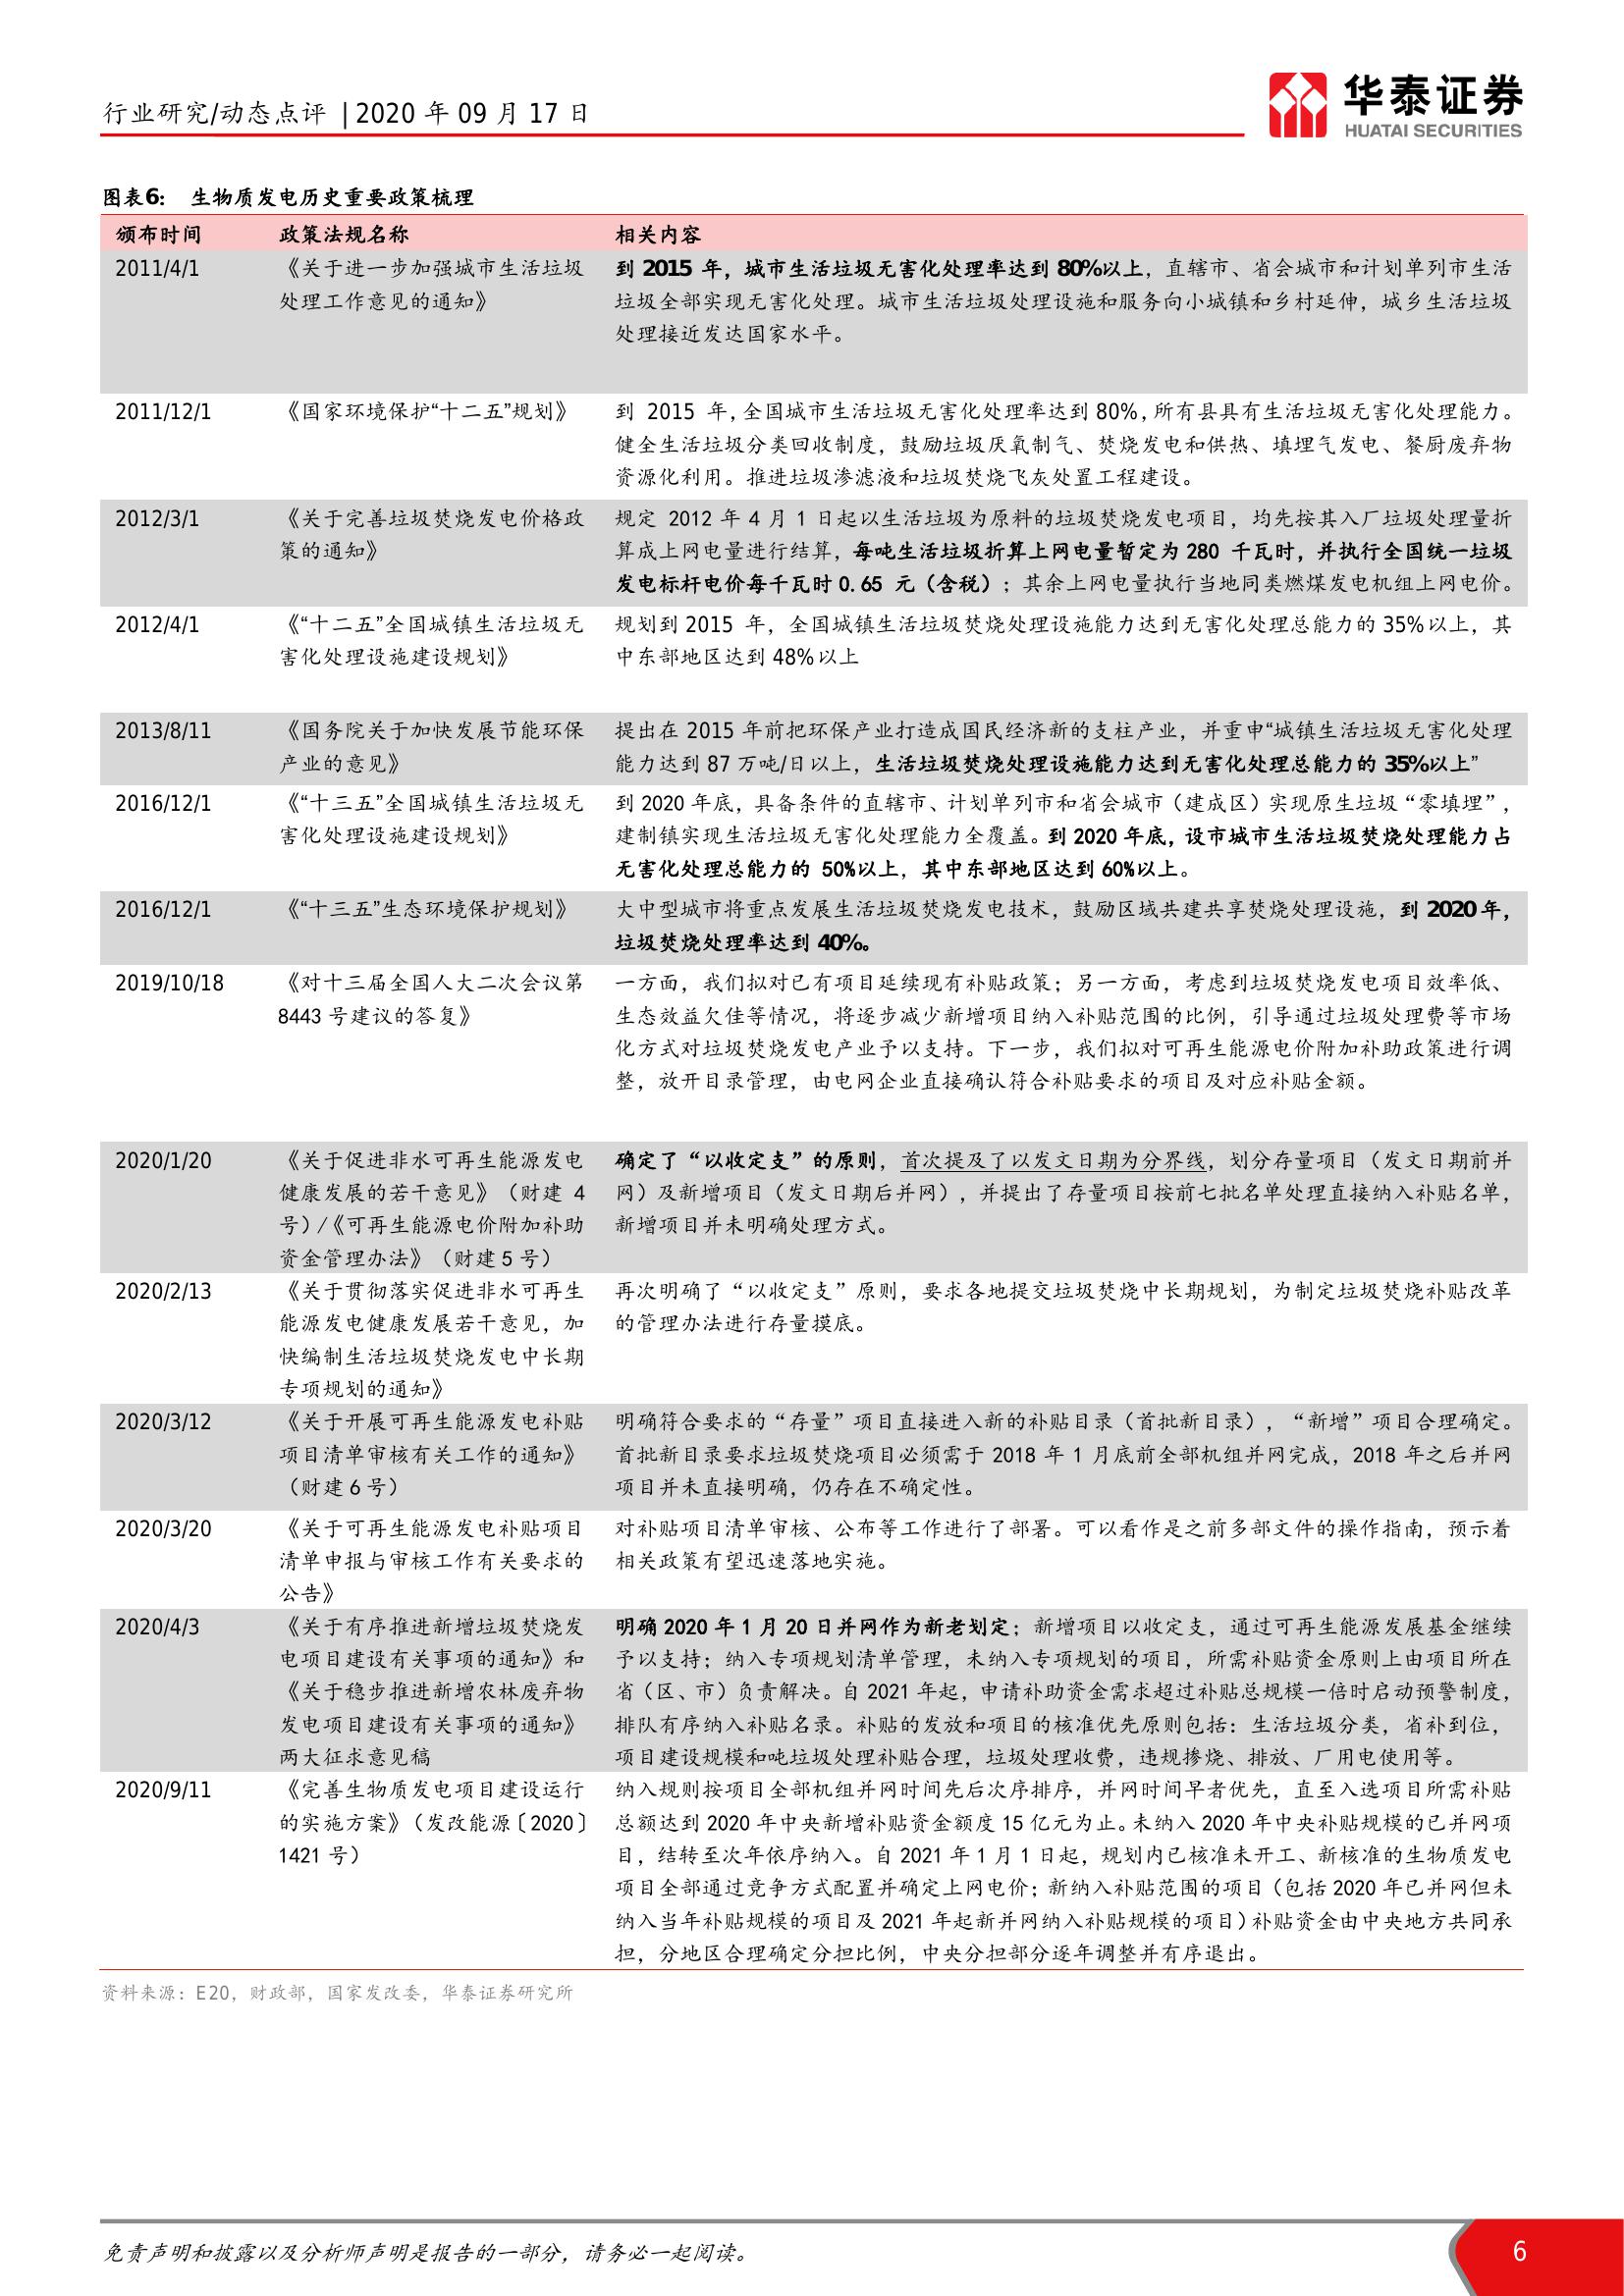 行业研究/动态点评 | 2020 年 09 月 17 日
华泰证券
HUATAI SECURITIES
图表6： 生物质发电历史重要政策梳理
颁布时间 政策法规名称 相关内容
2011/4/1 《关于进一步加强城市生活垃圾 到 2015 年，城市生活垃圾无害化处理率达到 80%以上，直辖市、省会城市和计划单列市生活
处理工作意见的通知》 垃圾全部实现无害化处理。城市生活垃圾处理设施和服务向小城镇和乡村延伸，城乡生活垃圾
处理接近发达国家水平。
2011/12/1 《国家环境保护“十二五”规划》 到 2015 年，全国城市生活垃圾无害化处理率达到 80%，所有县具有生活垃圾无害化处理能力。
健全生活垃圾分类回收制度，鼓励垃圾厌氧制气、焚烧发电和供热、填埋气发电、餐厨废弃物
资源化利用。推进垃圾渗滤液和垃圾焚烧飞灰处置工程建设。
2012/3/1 《关于完善垃圾焚烧发电价格政 规定 2012 年 4 月 1 日起以生活垃圾为原料的垃圾焚烧发电项目，均先按其入厂垃圾处理量折
策的通知》 算成上网电量进行结算，每吨生活垃圾折算上网电量暂定为 280 千瓦时，并执行全国统一垃圾
发电标杆电价每千瓦时 0.65 元（含税）；其余上网电量执行当地同类燃煤发电机组上网电价。
2012/4/1 《“十二五”全国城镇生活垃圾无 规划到 2015 年，全国城镇生活垃圾焚烧处理设施能力达到无害化处理总能力的 35%以上，其
害化处理设施建设规划》 中东部地区达到 48%以上
2013/8/11 《国务院关于加快发展节能环保 提出在 2015 年前把环保产业打造成国民经济新的支柱产业，并重申“城镇生活垃圾无害化处理
产业的意见》 能力达到 87 万吨/日以上，生活垃圾焚烧处理设施能力达到无害化处理总能力的 35%以上”
2016/12/1 《“十三五”全国城镇生活垃圾无 到 2020 年底，具备条件的直辖市、计划单列市和省会城市（建成区）实现原生垃圾“零填埋”，
害化处理设施建设规划》 建制镇实现生活垃圾无害化处理能力全覆盖。到 2020 年底，设市城市生活垃圾焚烧处理能力占
无害化处理总能力的 50%以上，其中东部地区达到 60%以上。
2016/12/1 《“十三五”生态环境保护规划》 大中型城市将重点发展生活垃圾焚烧发电技术，鼓励区域共建共享焚烧处理设施，到 2020 年，
垃圾焚烧处理率达到 40%。
2019/10/18 《对十三届全国人大二次会议第 一方面，我们拟对已有项目延续现有补贴政策；另一方面，考虑到垃圾焚烧发电项目效率低、
8443 号建议的答复》 生态效益欠佳等情况，将逐步减少新增项目纳入补贴范围的比例，引导通过垃圾处理费等市场
化方式对垃圾焚烧发电产业予以支持。下一步，我们拟对可再生能源电价附加补助政策进行调
整，放开目录管理，由电网企业直接确认符合补贴要求的项目及对应补贴金额。
2020/1/20 《关于促进非水可再生能源发电 确定了“以收定支”的原则，首次提及了以发文日期为分界线，划分存量项目（发文日期前并
健康发展的若干意见》（财建 4 网）及新增项目（发文日期后并网），并提出了存量项目按前七批名单处理直接纳入补贴名单，
号）/《可再生能源电价附加补助 新增项目并未明确处理方式。
资金管理办法》（财建 5 号）
2020/2/13 《关于贯彻落实促进非水可再生 再次明确了“以收定支”原则，要求各地提交垃圾焚烧中长期规划，为制定垃圾焚烧补贴改革
能源发电健康发展若干意见，加 的管理办法进行存量摸底。
快编制生活垃圾焚烧发电中长期
专项规划的通知》
2020/3/12 《关于开展可再生能源发电补贴 明确符合要求的“存量”项目直接进入新的补贴目录（首批新目录），“新增”项目合理确定。
项目清单审核有关工作的通知》 首批新目录要求垃圾焚烧项目必须需于 2018 年 1 月底前全部机组并网完成，2018 年之后并网
（财建 6 号） 项目并未直接明确，仍存在不确定性。
2020/3/20 《关于可再生能源发电补贴项目 对补贴项目清单审核、公布等工作进行了部署。可以看作是之前多部文件的操作指南，预示着
清单申报与审核工作有关要求的 相关政策有望迅速落地实施。
公告》
2020/4/3 《关于有序推进新增垃圾焚烧发 明确 2020 年 1 月 20 日并网作为新老划定；新增项目以收定支，通过可再生能源发展基金继续
电项目建设有关事项的通知》和 予以支持；纳入专项规划清单管理，未纳入专项规划的项目，所需补贴资金原则上由项目所在
《关于稳步推进新增农林废弃物 省（区、市）负责解决。自 2021 年起，申请补助资金需求超过补贴总规模一倍时启动预警制度，
发电项目建设有关事项的通知》 排队有序纳入补贴名录。补贴的发放和项目的核准优先原则包括：生活垃圾分类，省补到位，
两大征求意见稿 项目建设规模和吨垃圾处理补贴合理，垃圾处理收费，违规掺烧、排放、厂用电使用等。
2020/9/11 《完善生物质发电项目建设运行 纳入规则按项目全部机组并网时间先后次序排序，并网时间早者优先，直至入选项目所需补贴
的实施方案》（发改能源〔2020〕 总额达到 2020 年中央新增补贴资金额度 15 亿元为止。未纳入 2020 年中央补贴规模的已并网项
1421 号） 目，结转至次年依序纳入。自 2021 年 1 月 1 日起，规划内已核准未开工、新核准的生物质发电
项目全部通过竞争方式配置并确定上网电价；新纳入补贴范围的项目（包括 2020 年已并网但未
纳入当年补贴规模的项目及 2021 年起新并网纳入补贴规模的项目）补贴资金由中央地方共同承
担，分地区合理确定分担比例，中央分担部分逐年调整并有序退出。
资料来源：E20，财政部，国家发改委，华泰证券研究所
免责声明和披露以及分析师声明是报告的一部分，请务必一起阅读。 6